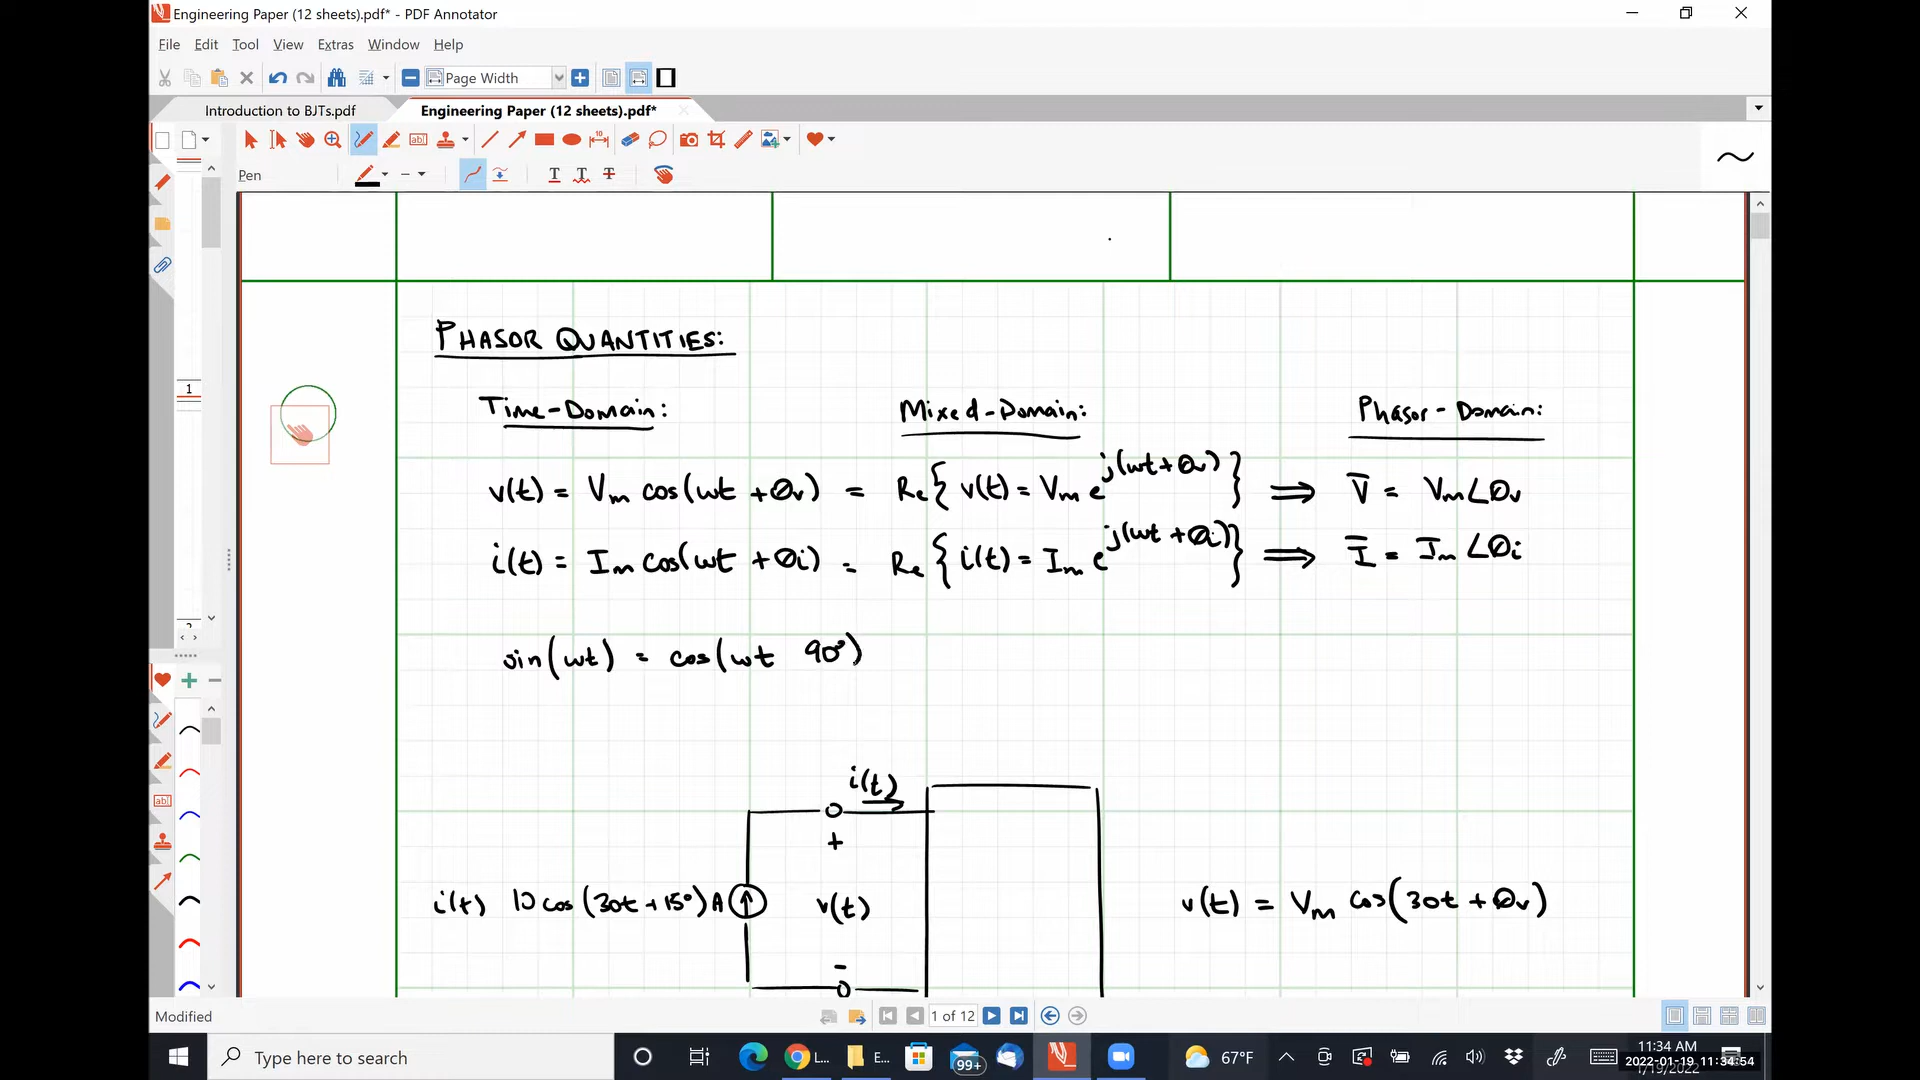 Engineering Paper (12 sheets).pdf* - PDF Annotator
File Edit Tool View Extras Window Help
Page Width
Introduction to BJTs.pdf
Engineering Paper (12 sheets).pdf*
Pen
PHASOR QUANTITIES:
Time-Domain: Mixed-Domain: Phasor-Domain:
v(t) = Vm cos(ωt + θv) = Re{ v(t) = Vm e^j(ωt + θv) } ⟹ V̅ = Vm∠θv
i(t) = Im cos(ωt + θi) = Re{ i(t) = Im e^j(ωt + θi) } ⟹ I̅ = Im∠θi
sin(ωt) = cos(ωt 90°)
i(t)
+
i(t) 10 cos(30t + 15°) A v(t) v(t) = Vm cos(30t + θv)
-
1
2
Modified
1 of 12
Type here to search
L...
E...
99+
67°F
11:34 AM
2022-01-19, 11:34:54